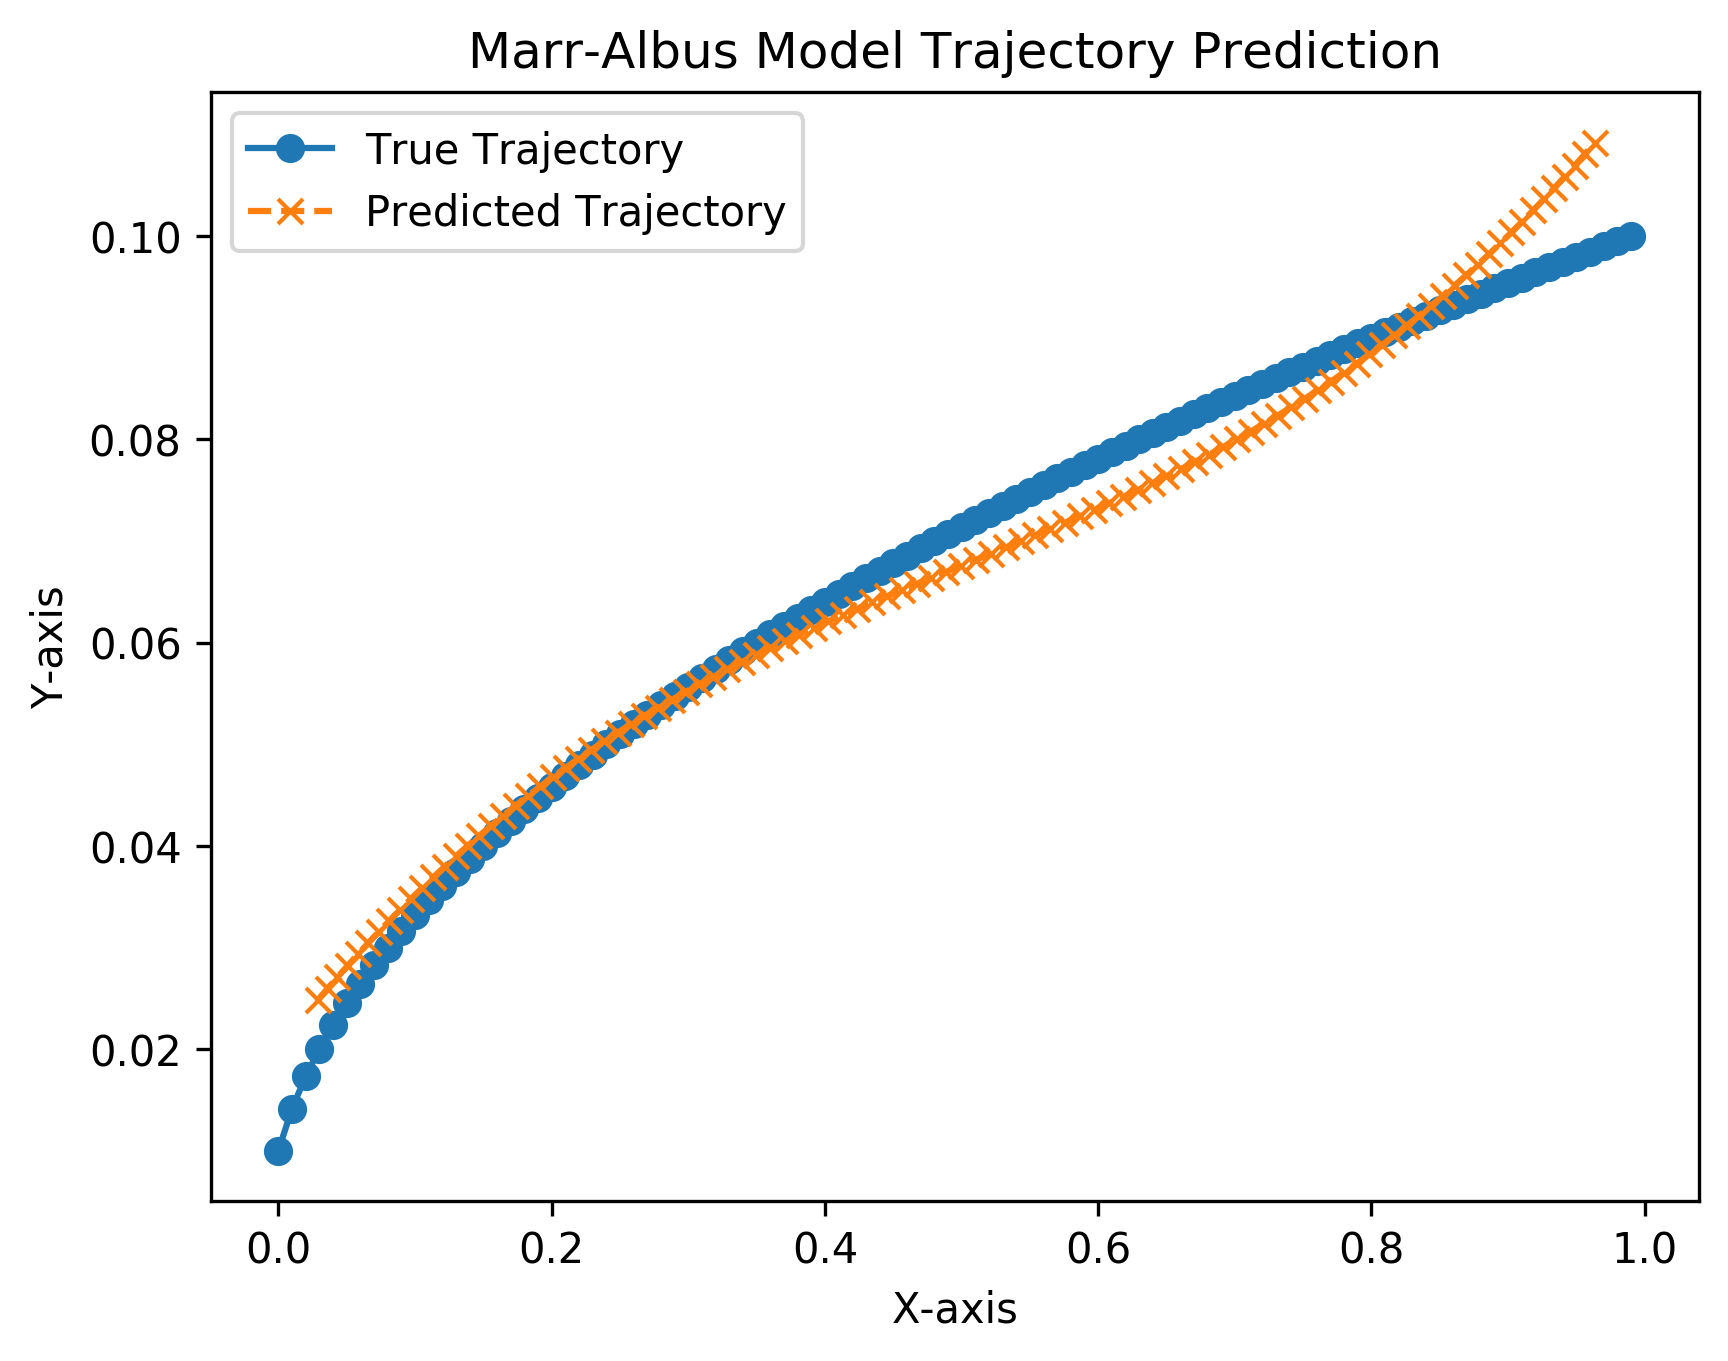 Marr-Albus Model Trajectory Prediction
True Trajectory
Predicted Trajectory
0.10
0.08
0.06
0.04
0.02
Y-axis
0.0 0.2 0.4 0.6 0.8 1.0
X-axis